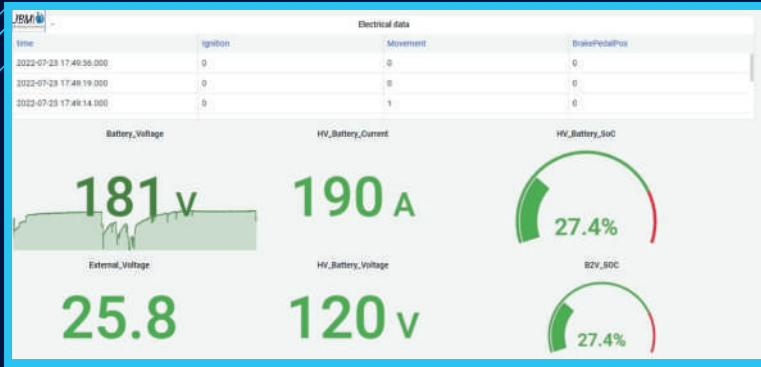 JBM
Electrical data
time Ignition Movement BrakePedalPos
2022-07-23 17:49:56.000 0 0 0
2022-07-23 17:49:19.000 0 0 0
2022-07-23 17:49:14.000 0 1 0
Battery_Voltage HV_Battery_Current HV_Battery_SoC
181 V 190 A 27.4%
External_Voltage HV_Battery_Voltage B2V_SOC
25.8 120 V 27.4%